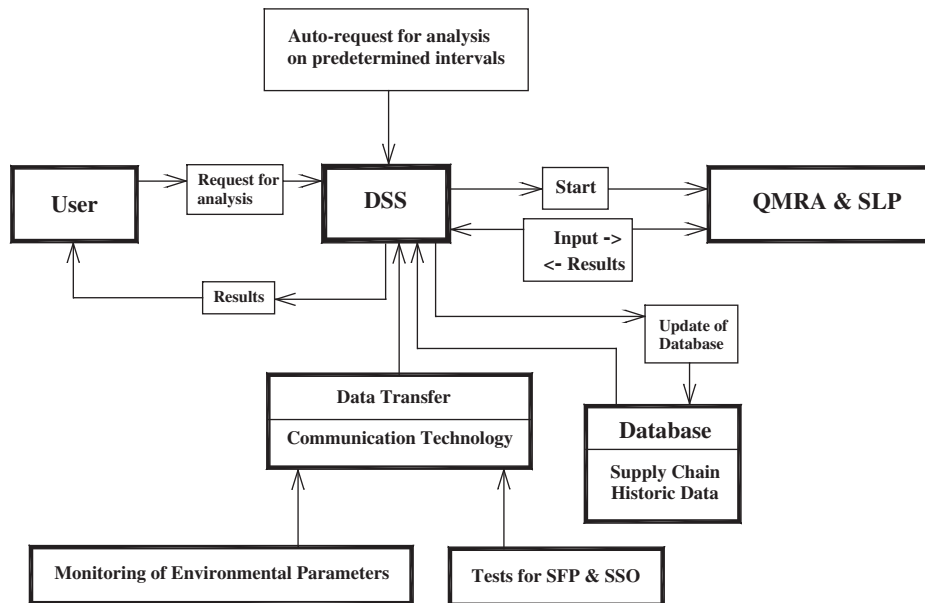 Auto-request for analysis
on predetermined intervals
User
Request for
analysis
DSS
Start
QMRA & SLP
Input ->
<- Results
Results
Update of
Database
Data Transfer
Communication Technology
Database
Supply Chain
Historic Data
Monitoring of Environmental Parameters
Tests for SFP & SSO